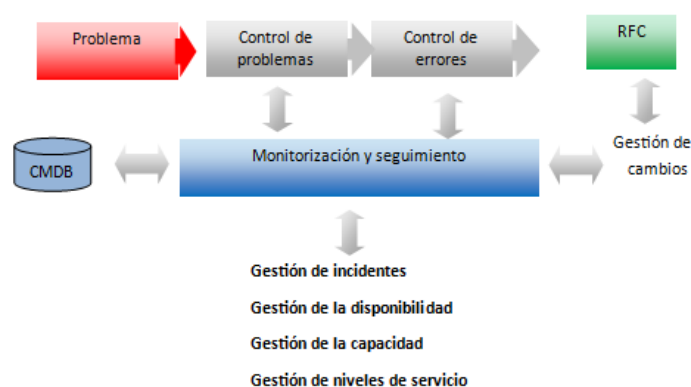 Problema
Control de
problemas
Control de
errores
RFC
CMDB
Monitorización y seguimiento
Gestión de
cambios
Gestión de incidentes
Gestión de la disponibilidad
Gestión de la capacidad
Gestión de niveles de servicio